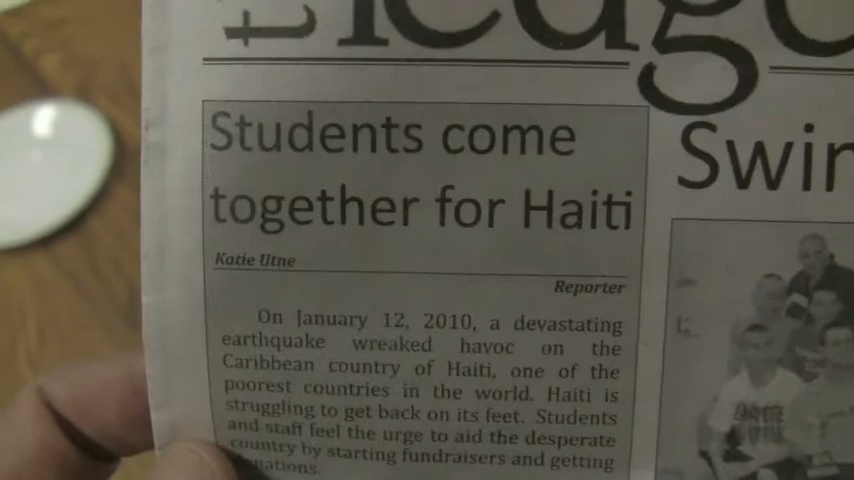 Students come
together for Haiti
Swin
Katie Utne
Reporter
On January 12, 2010, a devastating
earthquake wreaked havoc on the
Caribbean country of Haiti, one of the
poorest countries in the world. Haiti is
struggling to get back on its feet. Students
and staff feel the urge to aid the desperate
country by starting fundraisers and getting